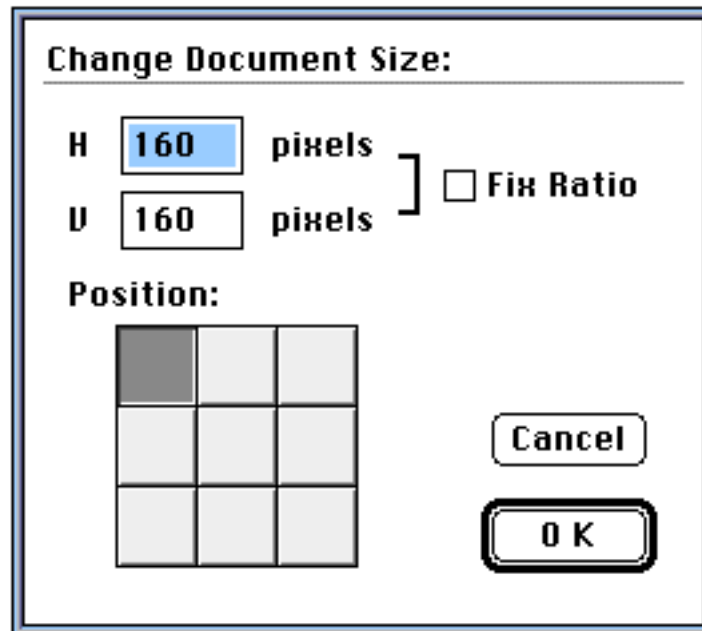 Change Document Size:
H 160 pixels
Fix Ratio
V 160 pixels
Position:
Cancel
OK